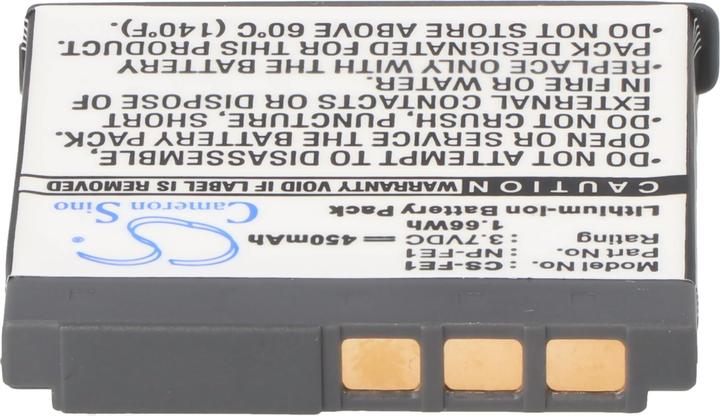 Cameron Sino
CS
Model No.: CS-FE1
Part No.: NP-FE1
3.7VDC 450mAh
1.66Wh
Lithium-Ion Battery Pack
CAUTION WARRANTY VOID IF LABEL IS REMOVED
•DO NOT ATTEMPT TO DISASSEMBLE,
OPEN OR SERVICE THE BATTERY PACK.
•DO NOT CRUSH, PUNCTURE, SHORT
EXTERNAL CONTACTS OR DISPOSE OF
IN FIRE OR WATER.
•REPLACE ONLY WITH THE BATTERY
PACK DESIGNATED FOR THIS PRODUCT.
•DO NOT STORE ABOVE 60°C (140°F).